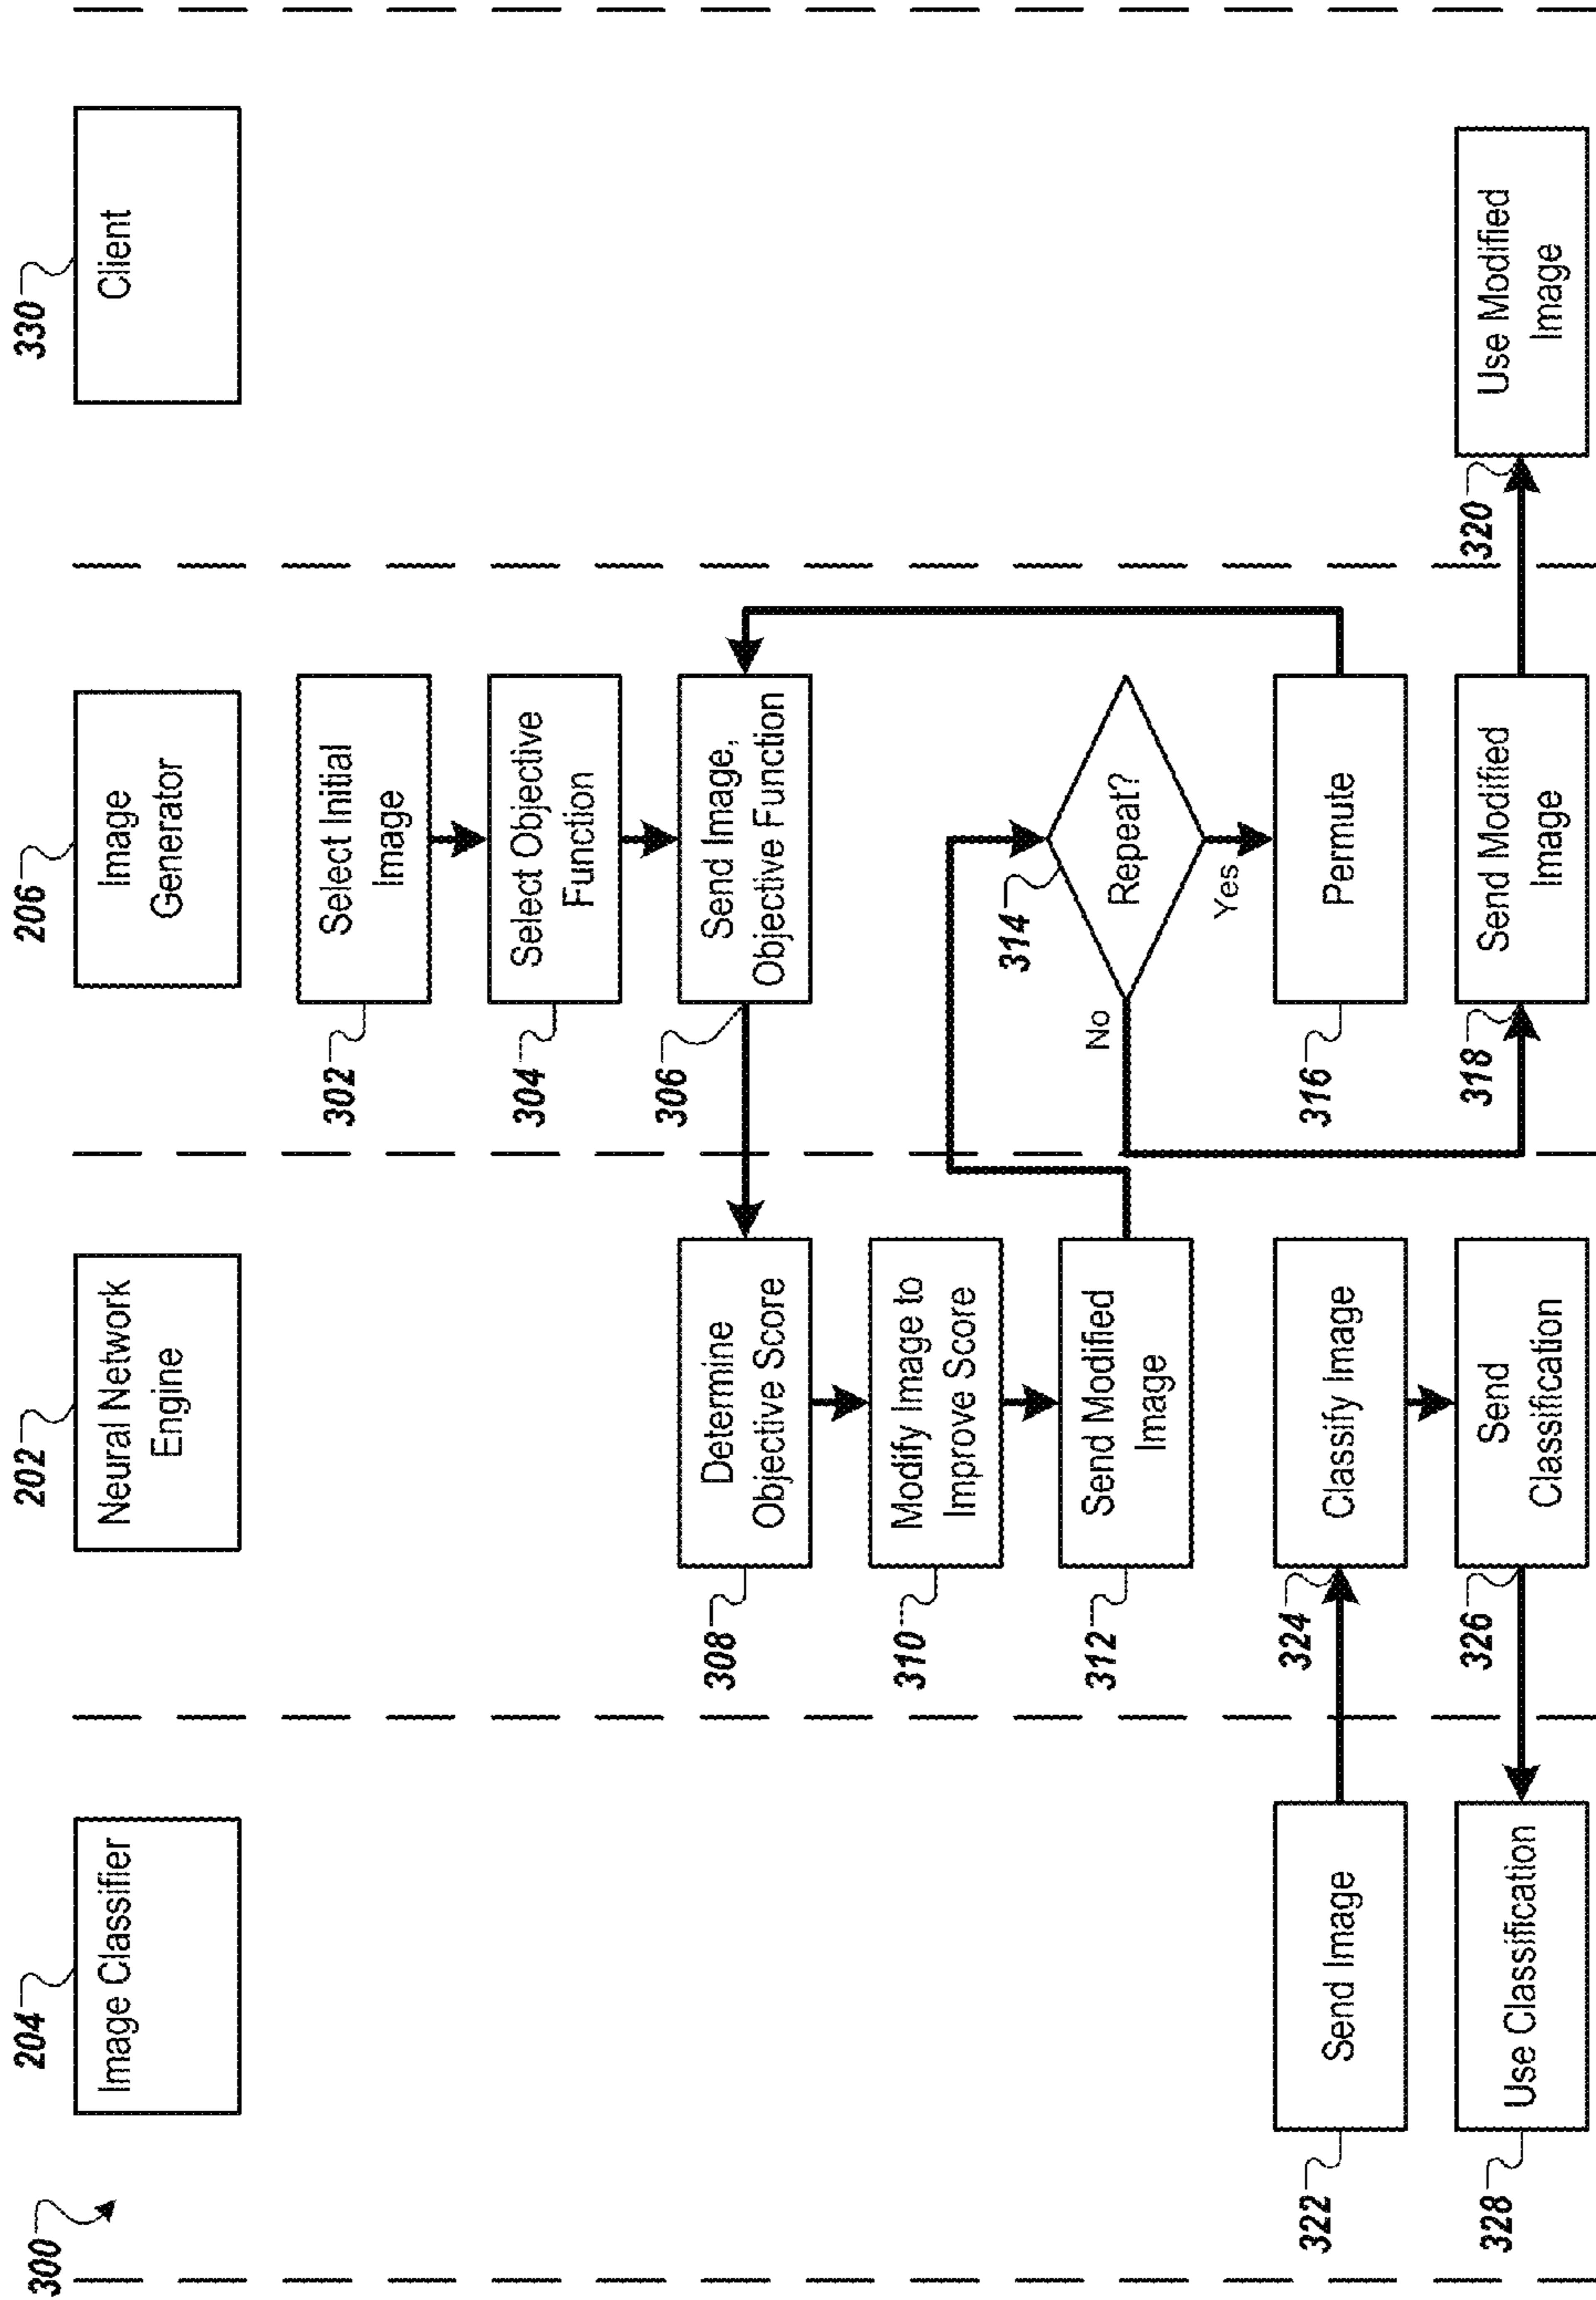 300
204
Image Classifier
202
Neural Network
Engine
206
Image
Generator
330
Client
302
Select Initial
Image
304
Select Objective
Function
306
Send Image,
Objective Function
308
Determine
Objective Score
310
Modify Image to
Improve Score
312
Send Modified
Image
314
Repeat?
No
Yes
322
Send Image
324
Classify Image
316
Permute
328
Use Classification
326
Send
Classification
318
Send Modified
Image
320
Use Modified
Image